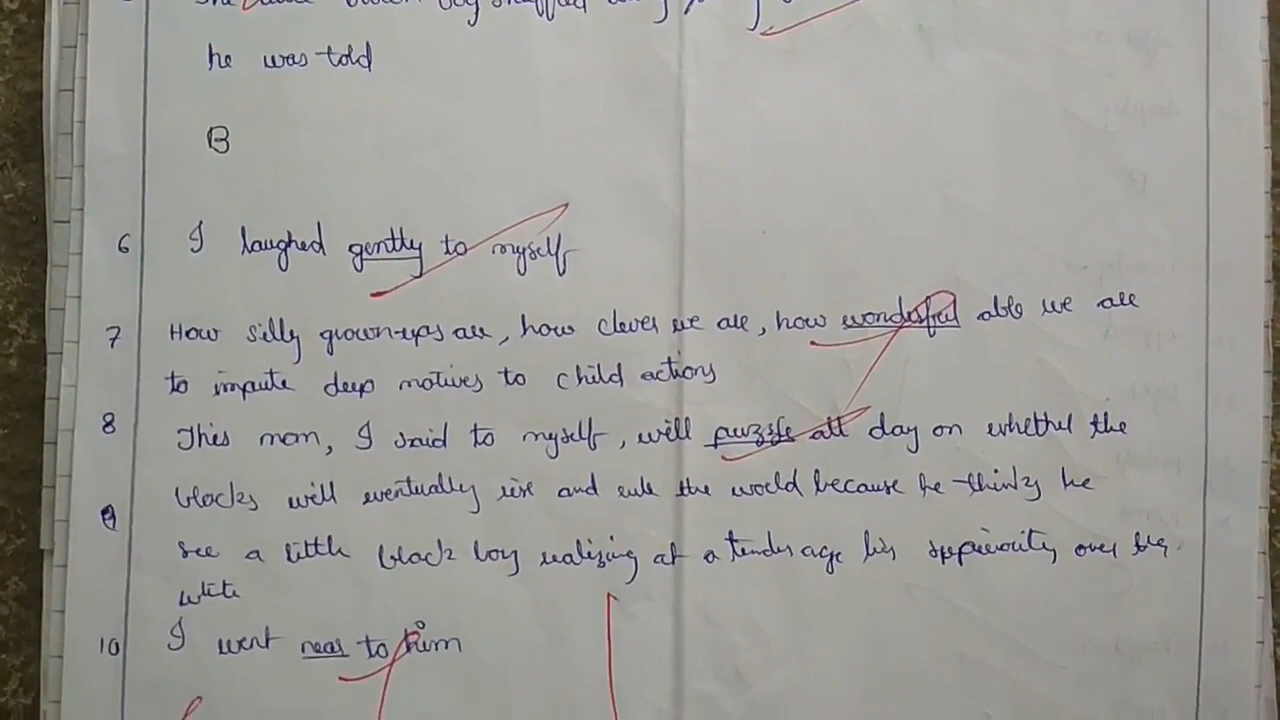 he was told
B
6 I laughed gently to myself
7 How silly grown-ups are, how clever we are, how wonderful able we are
to impute deep motives to child actions
8 This man, I said to myself, will puzzle all day on whether the
blacks will eventually rise and rule the world because he thinks he
9
see a little black boy realizing at a tender age his over big
white
10 I went near to him